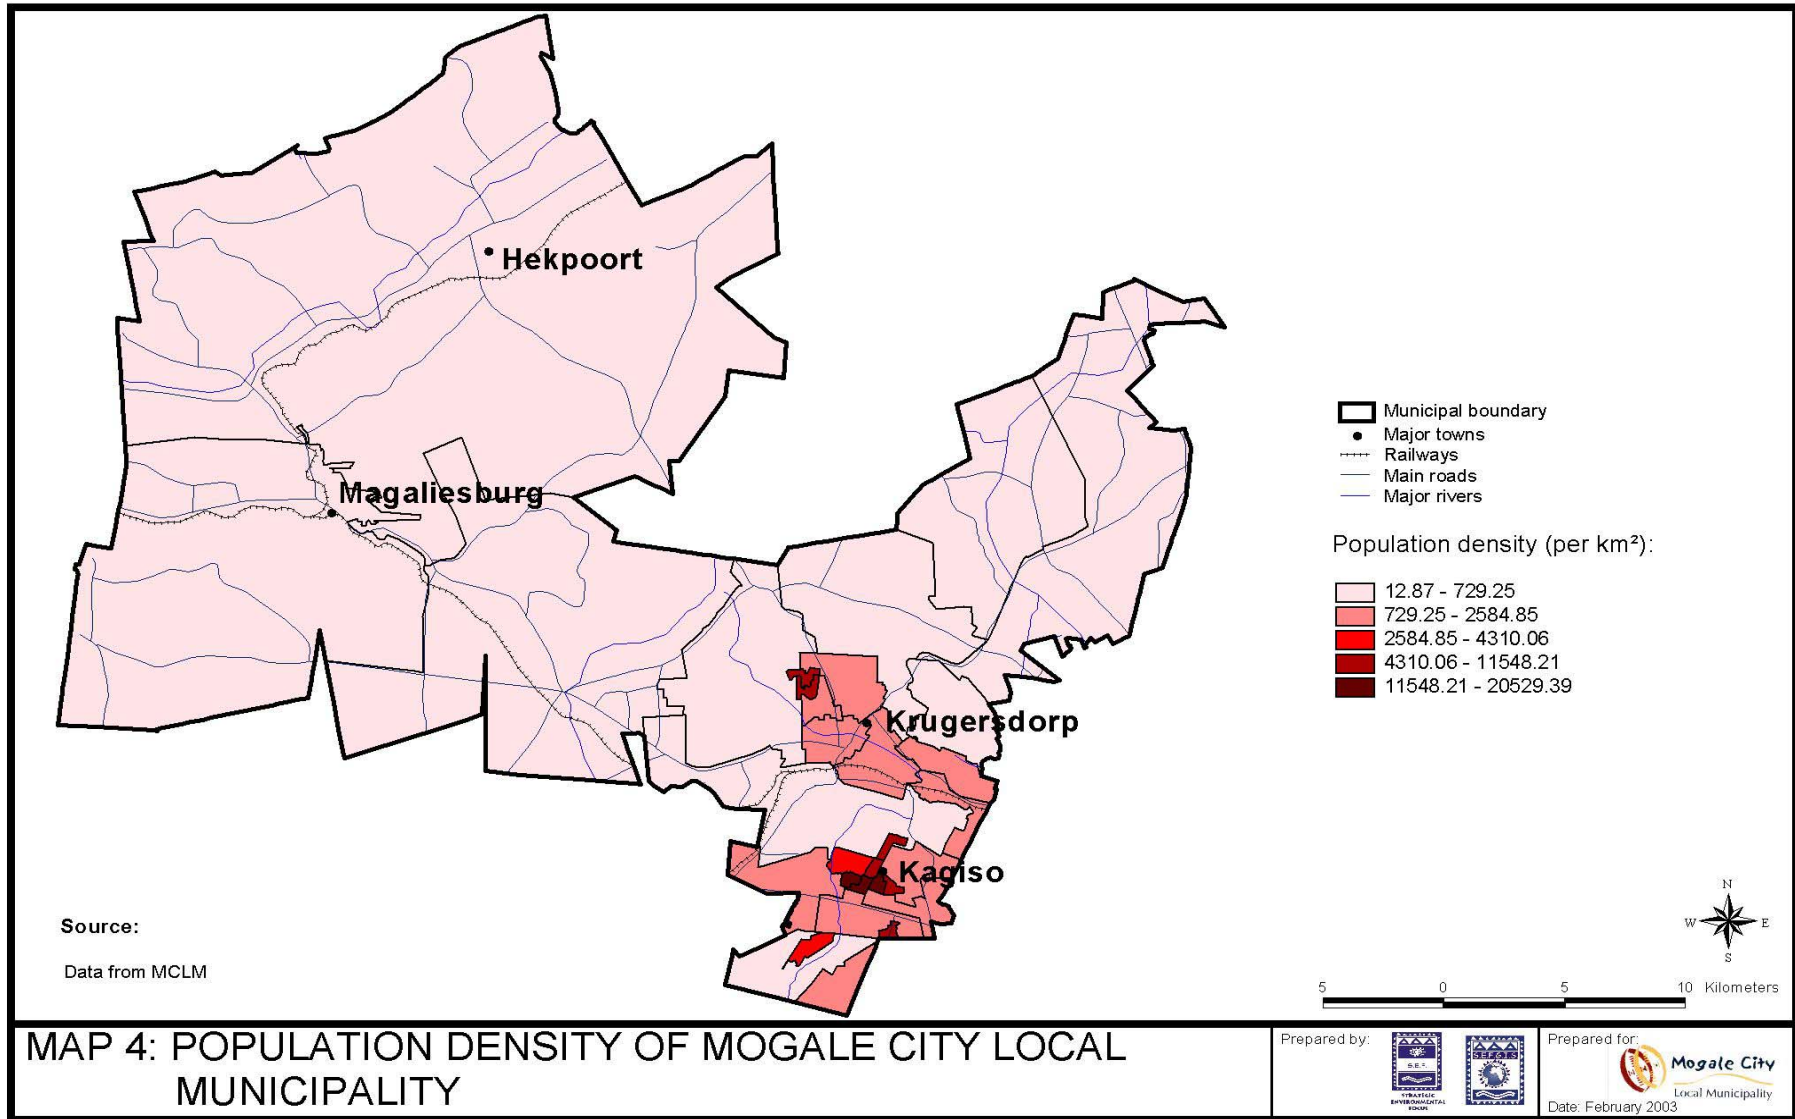 Hekpoort
Magaliesburg
Krugersdorp
Kagiso
Municipal boundary
Major towns
Railways
Main roads
Major rivers
Population density (per km²):
12.87 - 729.25
729.25 - 2584.85
2584.85 - 4310.06
4310.06 - 11548.21
11548.21 - 20529.39
Source:
Data from MCLM
N
W E
S
5 0 5 10 Kilometers
MAP 4: POPULATION DENSITY OF MOGALE CITY LOCAL
MUNICIPALITY
Prepared by:
S.E.F.
STRATEGIC
ENVIRONMENTAL
FOCUS
S.E.F.G.I.S
Prepared for:
Mogale City
Local Municipality
Date: February 2003